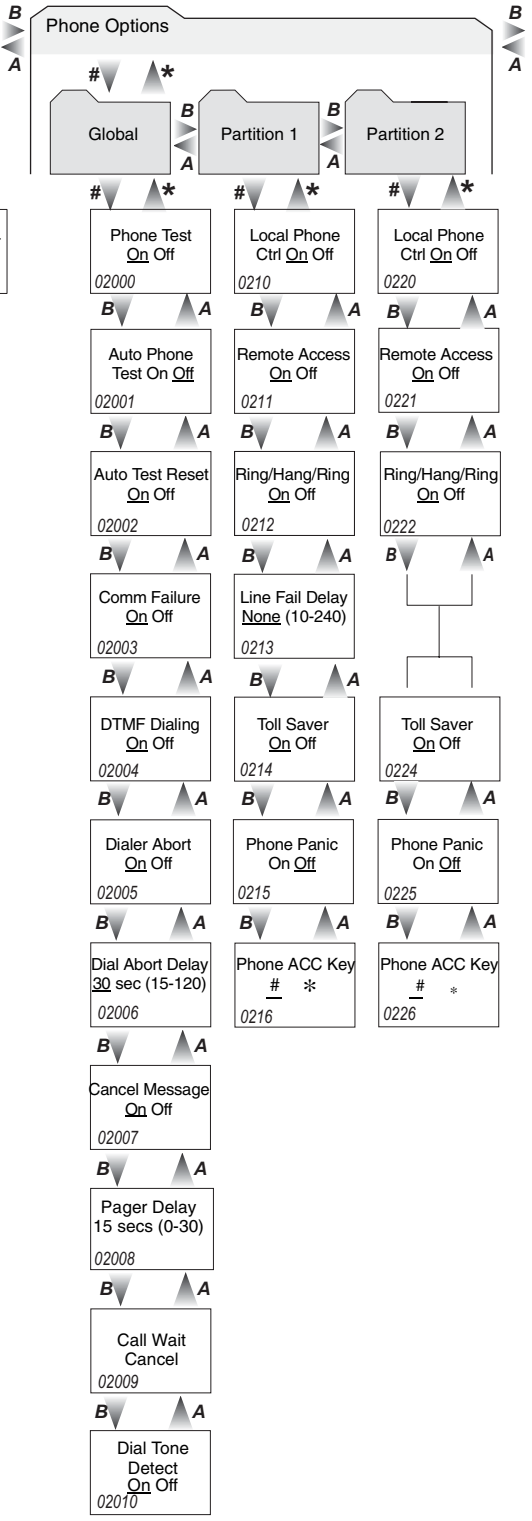 B
A
Phone Options
B
A
# *
Global
B
A
Partition 1
B
A
Partition 2
# *
# *
# *
Phone Test
On Off
02000
B A
Auto Phone
Test On Off
02001
B A
Auto Test Reset
On Off
02002
B A
Comm Failure
On Off
02003
B A
DTMF Dialing
On Off
02004
B A
Dialer Abort
On Off
02005
B A
Dial Abort Delay
30 sec (15-120)
02006
B A
Cancel Message
On Off
02007
B A
Pager Delay
15 secs (0-30)
02008
B A
Call Wait
Cancel
02009
B A
Dial Tone
Detect
On Off
02010
Local Phone
Ctrl On Off
0210
B A
Remote Access
On Off
0211
B A
Ring/Hang/Ring
On Off
0212
B A
Line Fail Delay
None (10-240)
0213
B A
Toll Saver
On Off
0214
B A
Phone Panic
On Off
0215
B A
Phone ACC Key
# *
0216
Local Phone
Ctrl On Off
0220
B A
Remote Access
On Off
0221
B A
Ring/Hang/Ring
On Off
0222
B A
Toll Saver
On Off
0224
B A
Phone Panic
On Off
0225
B A
Phone ACC Key
# *
0226